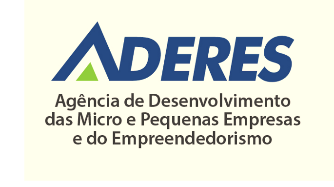 ADERES
Agência de Desenvolvimento
das Micro e Pequenas Empresas
e do Empreendedorismo